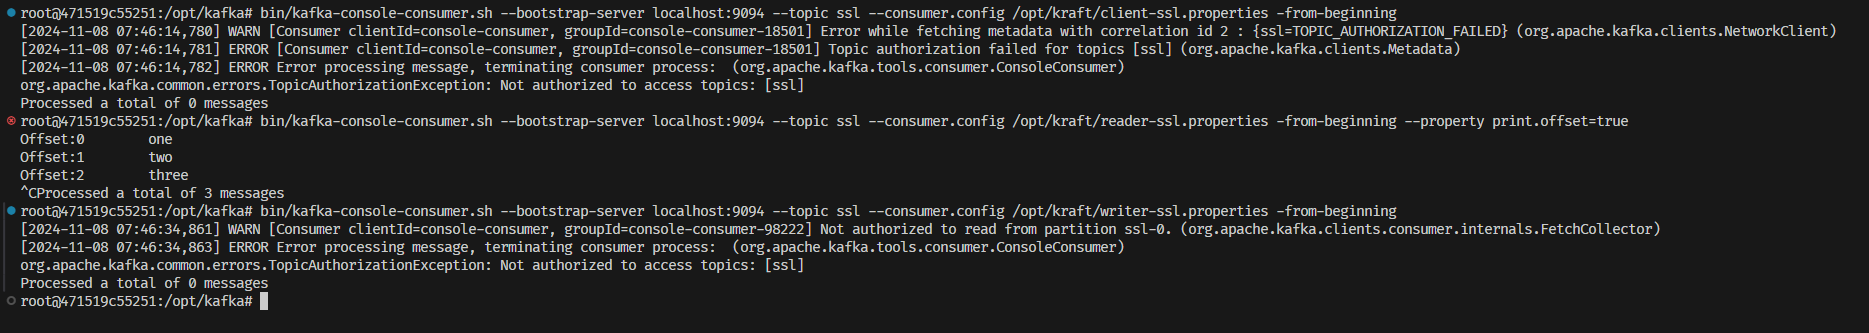 root@471519c55251:/opt/kafka# bin/kafka-console-consumer.sh --bootstrap-server localhost:9094 --topic ssl --consumer.config /opt/kraft/client-ssl.properties -from-beginning
[2024-11-08 07:46:14,780] WARN [Consumer clientId=console-consumer, groupId=console-consumer-18501] Error while fetching metadata with correlation id 2 : {ssl=TOPIC_AUTHORIZATION_FAILED} (org.apache.kafka.clients.NetworkClient)
[2024-11-08 07:46:14,781] ERROR [Consumer clientId=console-consumer, groupId=console-consumer-18501] Topic authorization failed for topics [ssl] (org.apache.kafka.clients.Metadata)
[2024-11-08 07:46:14,782] ERROR Error processing message, terminating consumer process:  (org.apache.kafka.tools.consumer.ConsoleConsumer)
org.apache.kafka.common.errors.TopicAuthorizationException: Not authorized to access topics: [ssl]
Processed a total of 0 messages
root@471519c55251:/opt/kafka# bin/kafka-console-consumer.sh --bootstrap-server localhost:9094 --topic ssl --consumer.config /opt/kraft/reader-ssl.properties -from-beginning --property print.offset=true
Offset:0        one
Offset:1        two
Offset:2        three
^CProcessed a total of 3 messages
root@471519c55251:/opt/kafka# bin/kafka-console-consumer.sh --bootstrap-server localhost:9094 --topic ssl --consumer.config /opt/kraft/writer-ssl.properties -from-beginning
[2024-11-08 07:46:34,861] WARN [Consumer clientId=console-consumer, groupId=console-consumer-98222] Not authorized to read from partition ssl-0. (org.apache.kafka.clients.consumer.internals.FetchCollector)
[2024-11-08 07:46:34,863] ERROR Error processing message, terminating consumer process:  (org.apache.kafka.tools.consumer.ConsoleConsumer)
org.apache.kafka.common.errors.TopicAuthorizationException: Not authorized to access topics: [ssl]
Processed a total of 0 messages
root@471519c55251:/opt/kafka#